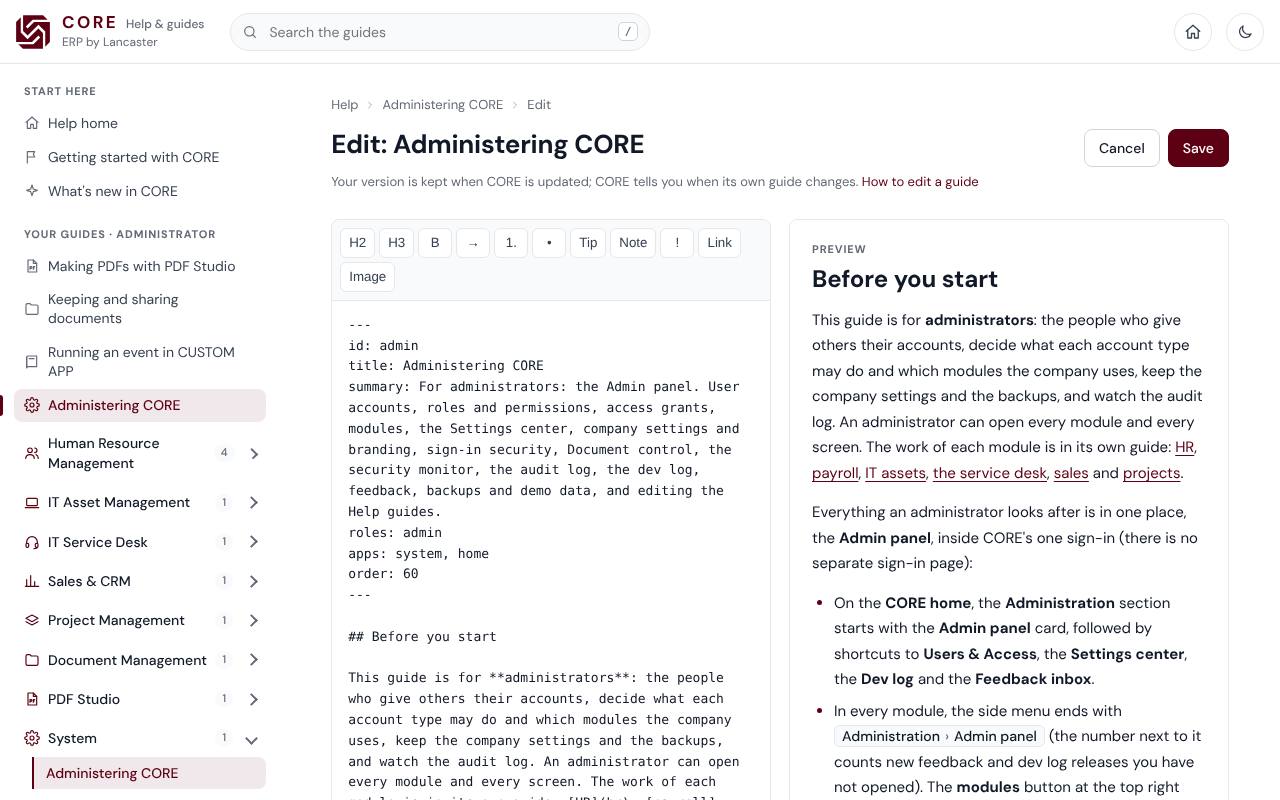 CORE Help & guides
ERP by Lancaster
Search the guides /
START HERE
Help home
Getting started with CORE
What's new in CORE
YOUR GUIDES · ADMINISTRATOR
Making PDFs with PDF Studio
Keeping and sharing
documents
Running an event in CUSTOM
APP
Administering CORE
Human Resource
Management 4
IT Asset Management 1
IT Service Desk 1
Sales & CRM 1
Project Management 1
Document Management 1
PDF Studio 1
System 1
Administering CORE
Help › Administering CORE › Edit
Edit: Administering CORE
Cancel Save
Your version is kept when CORE is updated; CORE tells you when its own guide changes. How to edit a guide
H2 H3 B → 1. • Tip Note ! Link
Image
---
id: admin
title: Administering CORE
summary: For administrators: the Admin panel. User
accounts, roles and permissions, access grants,
modules, the Settings center, company settings and
branding, sign-in security, Document control, the
security monitor, the audit log, the dev log,
feedback, backups and demo data, and editing the
Help guides.
roles: admin
apps: system, home
order: 60
---
## Before you start
This guide is for **administrators**: the people
who give others their accounts, decide what each
account type may do and which modules the company
uses, keep the company settings and the backups,
and watch the audit log. An administrator can open
every module and every screen. The work of each
PREVIEW
Before you start
This guide is for administrators: the people who give
others their accounts, decide what each account type
may do and which modules the company uses, keep the
company settings and the backups, and watch the audit
log. An administrator can open every module and every
screen. The work of each module is in its own guide: HR,
payroll, IT assets, the service desk, sales and projects.
Everything an administrator looks after is in one place,
the Admin panel, inside CORE's one sign-in (there is no
separate sign-in page):
• On the CORE home, the Administration section
starts with the Admin panel card, followed by
shortcuts to Users & Access, the Settings center,
the Dev log and the Feedback inbox.
• In every module, the side menu ends with
Administration › Admin panel (the number next to it
counts new feedback and dev log releases you have
not opened). The modules button at the top right